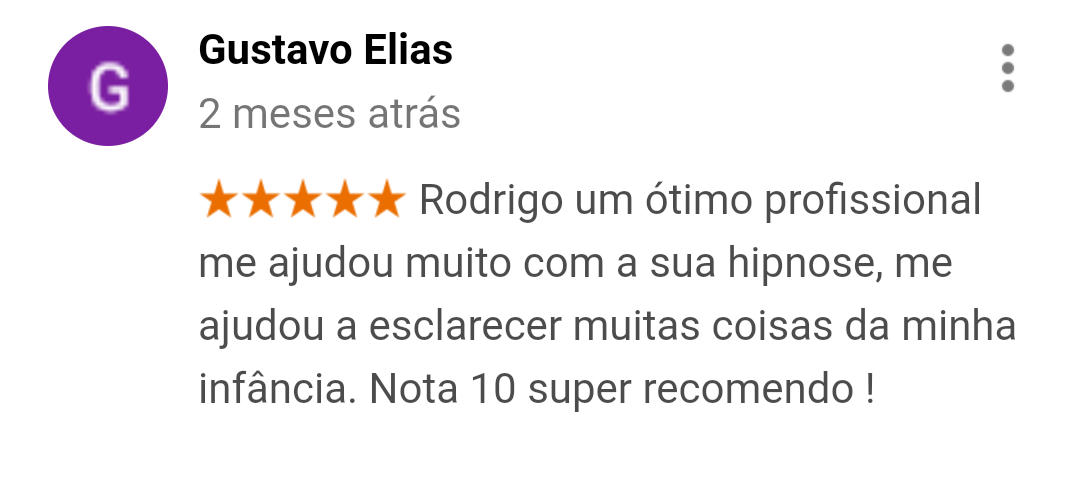 G
Gustavo Elias
2 meses atrás
★★★★★ Rodrigo um ótimo profissional
me ajudou muito com a sua hipnose, me
ajudou a esclarecer muitas coisas da minha
infância. Nota 10 super recomendo !